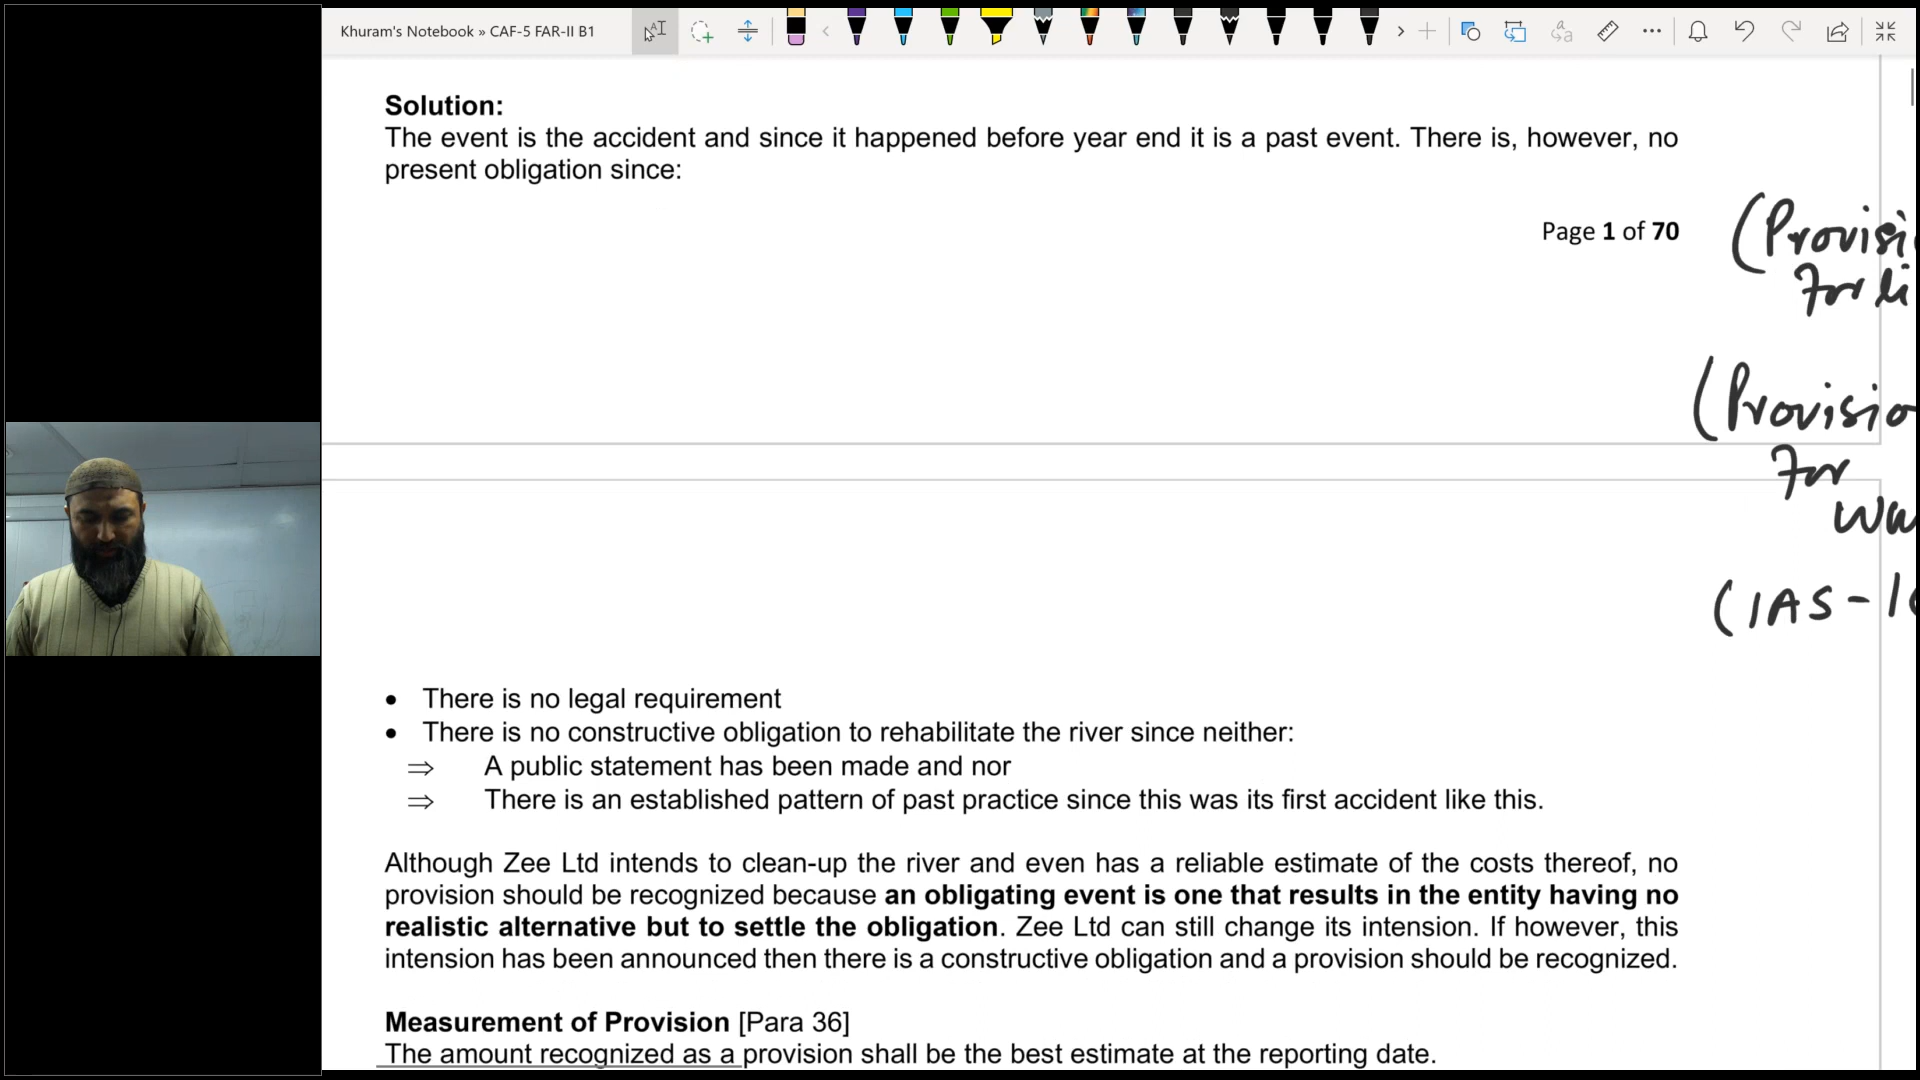 Khuram's Notebook » CAF-5 FAR-II B1
Solution:
The event is the accident and since it happened before year end it is a past event. There is, however, no
present obligation since:
Page 1 of 70
(Provisi
For li
(Provisio
For
Wa
(IAS-1
• There is no legal requirement
• There is no constructive obligation to rehabilitate the river since neither:
⇒ A public statement has been made and nor
⇒ There is an established pattern of past practice since this was its first accident like this.
Although Zee Ltd intends to clean-up the river and even has a reliable estimate of the costs thereof, no
provision should be recognized because an obligating event is one that results in the entity having no
realistic alternative but to settle the obligation. Zee Ltd can still change its intension. If however, this
intension has been announced then there is a constructive obligation and a provision should be recognized.
Measurement of Provision [Para 36]
The amount recognized as a provision shall be the best estimate at the reporting date.